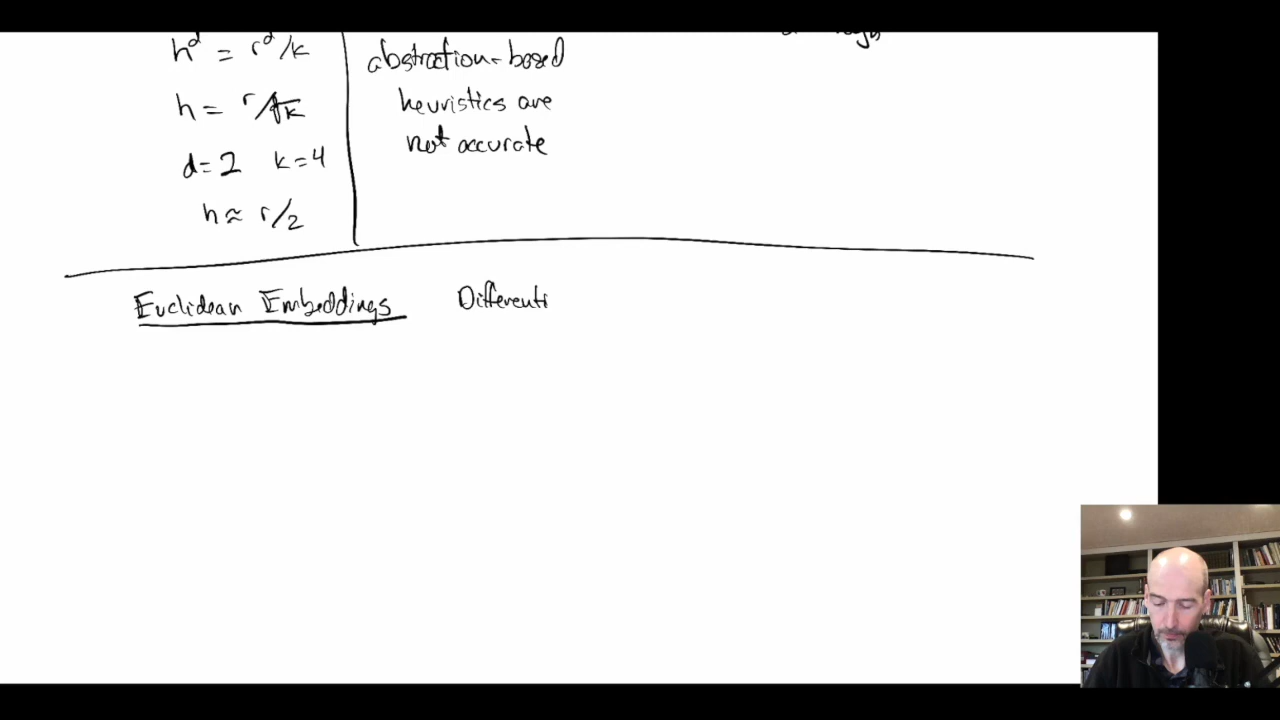 h^d = r^d/k
h = r/ᵈ√k
d=2 k=4
h≈ r/2
abstraction-based
heuristics are
not accurate
Euclidean Embeddings Differenti